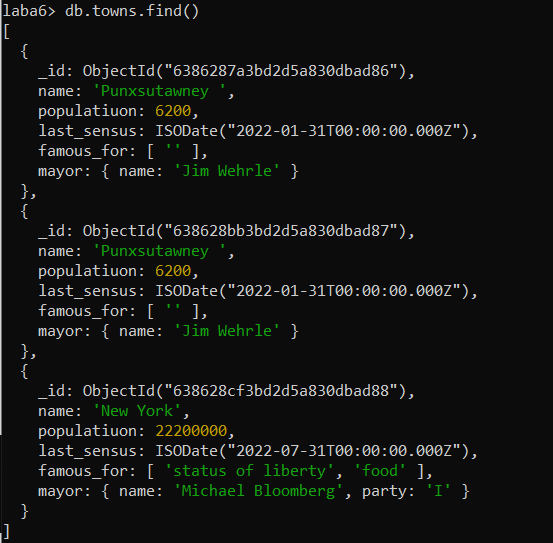 laba6> db.towns.find()
[
  {
    _id: ObjectId("6386287a3bd2d5a830dbad86"),
    name: 'Punxsutawney ',
    populatiuon: 6200,
    last_sensus: ISODate("2022-01-31T00:00:00.000Z"),
    famous_for: [ '' ],
    mayor: { name: 'Jim Wehrle' }
  },
  {
    _id: ObjectId("638628bb3bd2d5a830dbad87"),
    name: 'Punxsutawney ',
    populatiuon: 6200,
    last_sensus: ISODate("2022-01-31T00:00:00.000Z"),
    famous_for: [ '' ],
    mayor: { name: 'Jim Wehrle' }
  },
  {
    _id: ObjectId("638628cf3bd2d5a830dbad88"),
    name: 'New York',
    populatiuon: 22200000,
    last_sensus: ISODate("2022-07-31T00:00:00.000Z"),
    famous_for: [ 'status of liberty', 'food' ],
    mayor: { name: 'Michael Bloomberg', party: 'I' }
  }
]